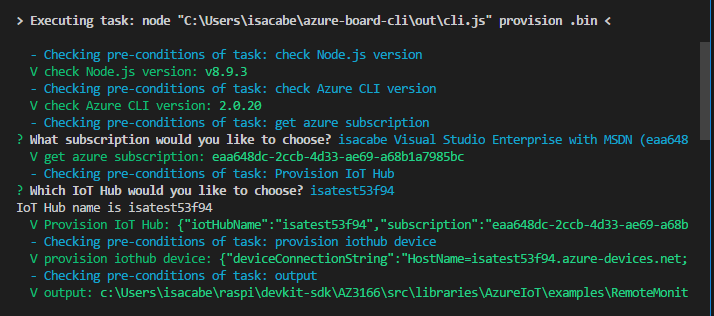 > Executing task: node "C:\Users\isacabe\azure-board-cli\out\cli.js" provision .bin <
- Checking pre-conditions of task: check Node.js version
V check Node.js version: v8.9.3
- Checking pre-conditions of task: check Azure CLI version
V check Azure CLI version: 2.0.20
- Checking pre-conditions of task: get azure subscription
? What subscription would you like to choose? isacabe Visual Studio Enterprise with MSDN (eaa648
V get azure subscription: eaa648dc-2ccb-4d33-ae69-a68b1a7985bc
- Checking pre-conditions of task: Provision IoT Hub
? Which IoT Hub would you like to choose? isatest53f94
IoT Hub name is isatest53f94
V Provision IoT Hub: {"iotHubName":"isatest53f94","subscription":"eaa648dc-2ccb-4d33-ae69-a68b
- Checking pre-conditions of task: provision iothub device
V provision iothub device: {"deviceConnectionString":"HostName=isatest53f94.azure-devices.net;
- Checking pre-conditions of task: output
V output: c:\Users\isacabe\raspi\devkit-sdk\AZ3166\src\libraries\AzureIoT\examples\RemoteMonit